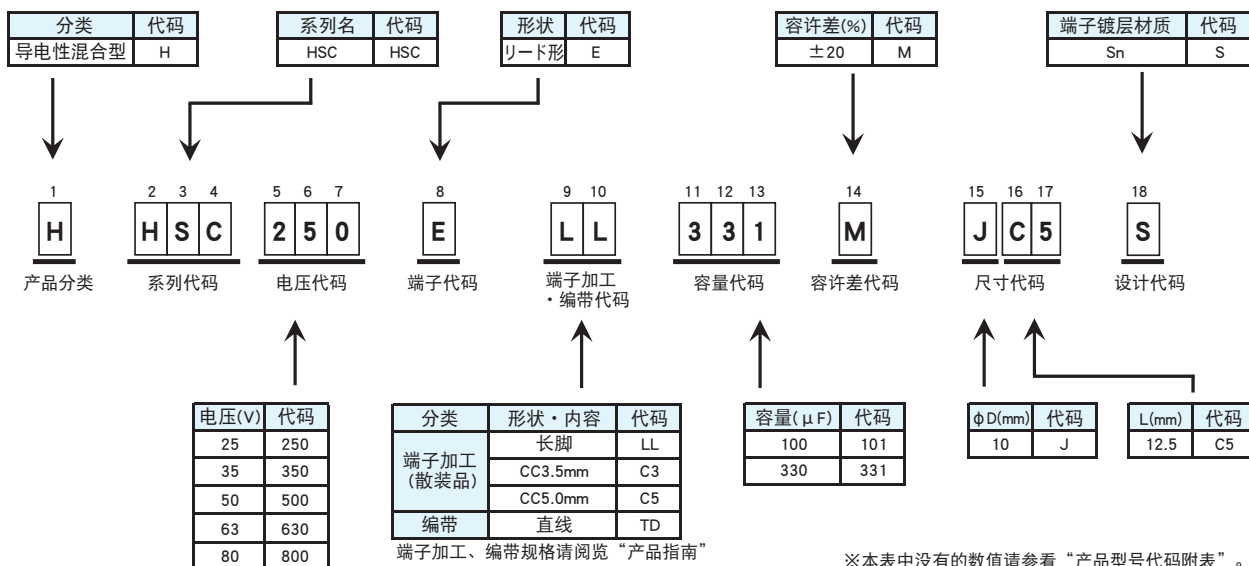 分类 代码
导电性混合型 H
系列名 代码
HSC HSC
形状 代码
リード形 E
容许差(%) 代码
±20 M
端子镀层材质 代码
Sn S
1 2 3 4 5 6 7 8 9 10 11 12 13 14 15 16 17 18
H H S C 2 5 0 E L L 3 3 1 M J C 5 S
产品分类 系列代码 电压代码 端子代码 端子加工 容量代码 容许差代码 尺寸代码 设计代码
・编带代码
电压(V) 代码
25 250
35 350
50 500
63 630
80 800
分类 形状・内容 代码
端子加工
(散装品)
长脚 LL
CC3.5mm C3
CC5.0mm C5
编带 直线 TD
端子加工、编带规格请阅览“产品指南”
容量(μF) 代码
100 101
330 331
φD(mm) 代码
10 J
L(mm) 代码
12.5 C5
※本表中没有的数值请参看“产品型号代码附表”。